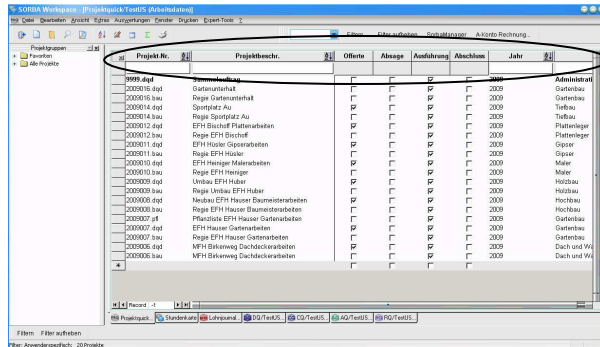 SORBA Workspace - [Projektquick/TestUS (Arbeitdaten)]
Datei Bearbeiten Ansicht Extras Auswertungen Fenster Drucken Expert-Tools ?
Filtern Filter aufheben SorbaManager A-Konto Rechnung...
Projektgruppen
Favoriten
Alle Projekte
Projekt-Nr. Projektbeschr. Offerte Absage Ausführung Abschluss Jahr
9999.dqd Sammelauftrag 2009 Administrati
2009016.dqd Gartenunterhalt 2009 Gartenbau
2009016.bau Regie Gartenunterhalt 2009 Gartenbau
2009014.dqd Sportplatz Au 2009 Tiefbau
2009014.bau Regie Sportplatz Au 2009 Tiefbau
2009012.dqd EFH Bischoff Plattenarbeiten 2009 Plattenleger
2009012.bau Regie EFH Bischoff 2009 Plattenleger
2009011.dqd EFH Hüsler Gipserarbeiten 2009 Gipser
2009011.bau Regie EFH Hüsler 2009 Gipser
2009010.dqd EFH Heiniger Malerarbeiten 2009 Maler
2009010.bau Regie EFH Heiniger 2009 Maler
2009009.dqd Umbau EFH Huber 2009 Holzbau
2009009.bau Regie Umbau EFH Huber 2009 Holzbau
2009008.dqd Neubau EFH Hauser Baumeisterarbeiten 2009 Hochbau
2009008.bau Regie EFH Hauser Baumeisterarbeiten 2009 Hochbau
2009007.pfl Pflanzliste EFH Hauser Gartenarbeiten 2009 Gartenbau
2009007.dqd EFH Hauser Gartenarbeiten 2009 Gartenbau
2009007.bau Regie EFH Hauser Gartenarbeiten 2009 Gartenbau
2009006.dqd MFH Birkenweg Dachdeckerarbeiten 2009 Dach und Wa
2009006.bau Regie MFH Birkenweg Dachdeckerarbeiten 2009 Dach und Wa
Record -1
Projektquick... Stundenkarte Lohnjournal... DQ/TestUS... CQ/TestUS... AQ/TestUS... RQ/TestUS...
Filtern Filter aufheben
Filter: Anwenderspezifisch: 20 Projekte